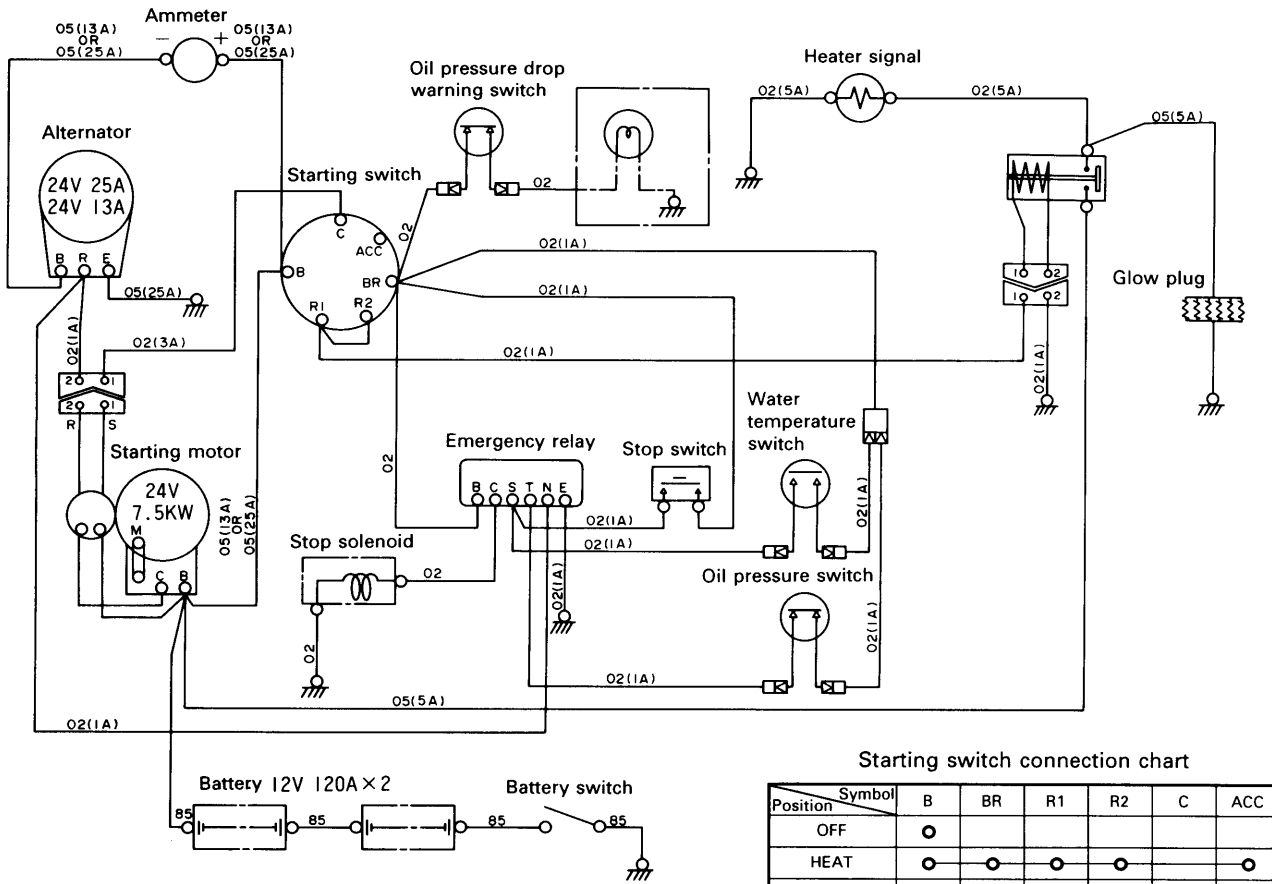 Ammeter
05(13A)
OR
05(25A)
−
+
05(13A)
OR
05(25A)
Oil pressure drop
warning switch
Heater signal
02(5A)
02(5A)
05(5A)
Alternator
24V 25A
24V 13A
B R E
05(25A)
Starting switch
C
ACC
B
BR
R1
R2
02
02
02(1A)
02(1A)
02(1A)
1 2
1 2
02(1A)
Glow plug
02(1A)
02(3A)
2 1
2 1
R S
Starting motor
24V
7.5KW
M
C B
05(13A)
OR
05(25A)
02
Emergency relay
B C S T N E
Stop switch
Water
temperature
switch
02(1A)
02(1A)
02(1A)
02(1A)
Stop solenoid
02
02
02(1A)
Oil pressure switch
02(1A)
02(1A)
05(5A)
02(1A)
Battery 12V 120A×2
Battery switch
85
85
85
85
Starting switch connection chart
Symbol
Position
B BR R1 R2 C ACC
OFF
HEAT